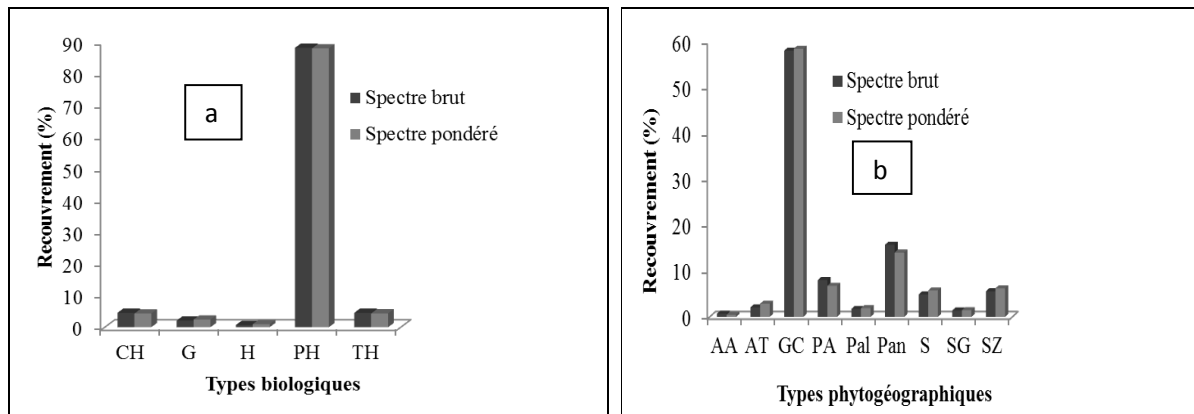 90
80
70
60
50
40
30
20
10
0
Recouvrement (%)
a
Spectre brut
Spectre pondéré
CH G H PH TH
Types biologiques
60
50
40
30
20
10
0
Recouvrement (%)
Spectre brut
Spectre pondéré
b
AA AT GC PA Pal Pan S SG SZ
Types phytogéographiques